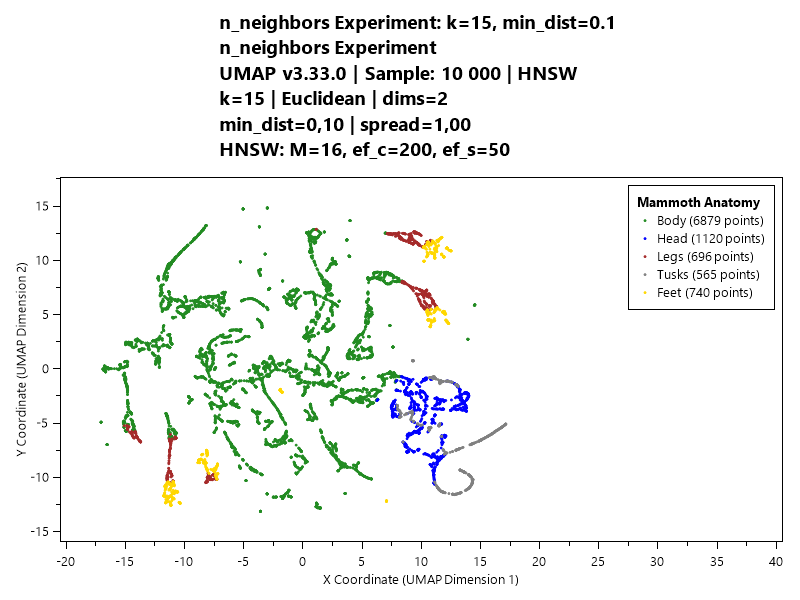 n_neighbors Experiment: k=15, min_dist=0.1
n_neighbors Experiment
UMAP v3.33.0 | Sample: 10 000 | HNSW
k=15 | Euclidean | dims=2
min_dist=0,10 | spread=1,00
HNSW: M=16, ef_c=200, ef_s=50
Mammoth Anatomy
Body (6879 points)
Head (1120 points)
Legs (696 points)
Tusks (565 points)
Feet (740 points)
Y Coordinate (UMAP Dimension 2)
15
10
5
0
-5
-10
-15
-20
-15
-10
-5
0
5
10
15
20
25
30
35
40
X Coordinate (UMAP Dimension 1)